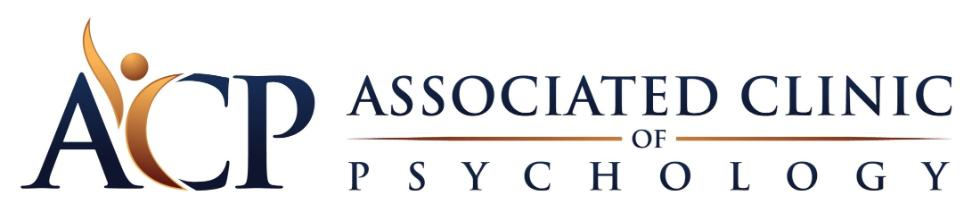 ACP
ASSOCIATED CLINIC
OF
PSYCHOLOGY